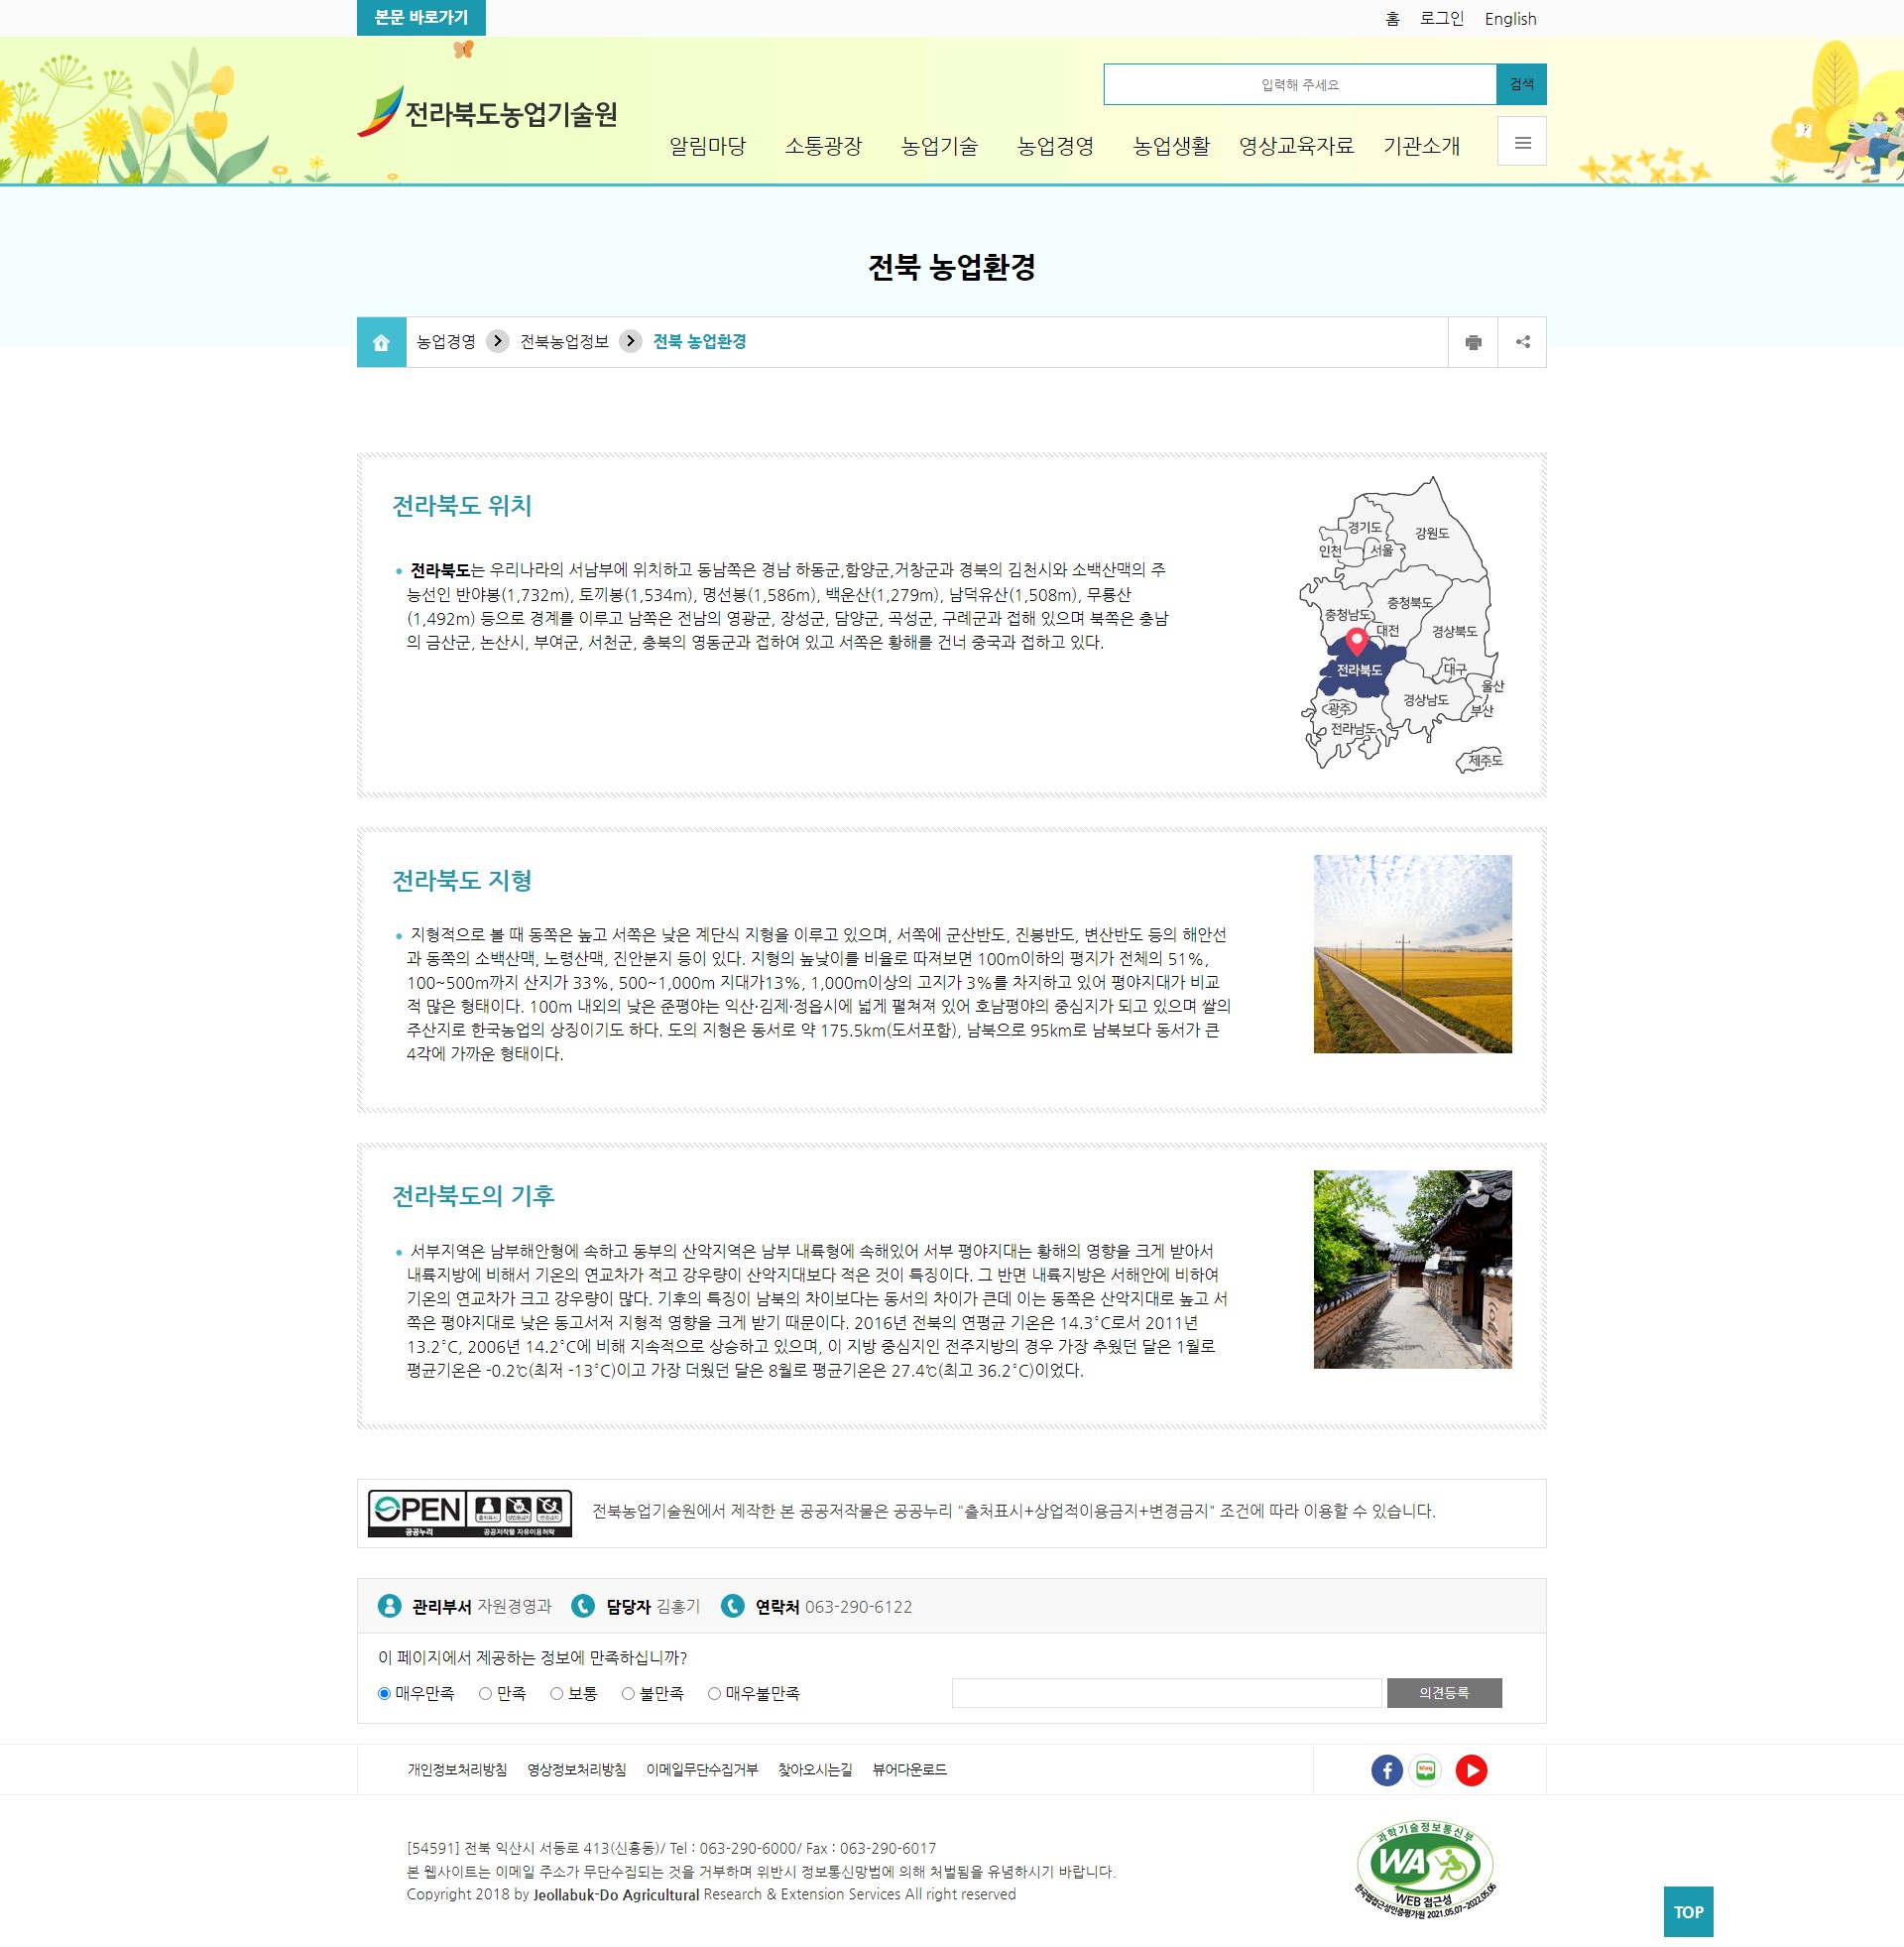 본문 바로가기
홈 로그인 English
전라북도농업기술원
입력해 주세요 검색
알림마당 소통광장 농업기술 농업경영 농업생활 영상교육자료 기관소개
전북 농업환경
농업경영 전북농업정보 전북 농업환경
전라북도 위치
전라북도는 우리나라의 서남부에 위치하고 동남쪽은 경남 하동군,함양군,거창군과 경북의 김천시와 소백산맥의 주
능선인 반야봉(1,732m), 토끼봉(1,534m), 명선봉(1,586m), 백운산(1,279m), 남덕유산(1,508m), 무룡산
(1,492m) 등으로 경계를 이루고 남쪽은 전남의 영광군, 장성군, 담양군, 곡성군, 구례군과 접해 있으며 북쪽은 충남
의 금산군, 논산시, 부여군, 서천군, 충북의 영동군과 접하여 있고 서쪽은 황해를 건너 중국과 접하고 있다.
경기도
강원도
인천
서울
충청북도
충청남도
대전
경상북도
전라북도
대구
울산
경상남도
광주
부산
전라남도
제주도
전라북도 지형
지형적으로 볼 때 동쪽은 높고 서쪽은 낮은 계단식 지형을 이루고 있으며, 서쪽에 군산반도, 진봉반도, 변산반도 등의 해안선
과 동쪽의 소백산맥, 노령산맥, 진안분지 등이 있다. 지형의 높낮이를 비율로 따져보면 100m이하의 평지가 전체의 51%,
100~500m까지 산지가 33%, 500~1,000m 지대가13%, 1,000m이상의 고지가 3%를 차지하고 있어 평야지대가 비교
적 많은 형태이다. 100m 내외의 낮은 준평야는 익산·김제·정읍시에 넓게 펼쳐져 있어 호남평야의 중심지가 되고 있으며 쌀의
주산지로 한국농업의 상징이기도 하다. 도의 지형은 동서로 약 175.5km(도서포함), 남북으로 95km로 남북보다 동서가 큰
4각에 가까운 형태이다.
전라북도의 기후
서부지역은 남부해안형에 속하고 동부의 산악지역은 남부 내륙형에 속해있어 서부 평야지대는 황해의 영향을 크게 받아서
내륙지방에 비해서 기온의 연교차가 적고 강우량이 산악지대보다 적은 것이 특징이다. 그 반면 내륙지방은 서해안에 비하여
기온의 연교차가 크고 강우량이 많다. 기후의 특징이 남북의 차이보다는 동서의 차이가 큰데 이는 동쪽은 산악지대로 높고 서
쪽은 평야지대로 낮은 동고서저 지형적 영향을 크게 받기 때문이다. 2016년 전북의 연평균 기온은 14.3˚C로서 2011년
13.2˚C, 2006년 14.2˚C에 비해 지속적으로 상승하고 있으며, 이 지방 중심지인 전주지방의 경우 가장 추웠던 달은 1월로
평균기온은 -0.2℃(최저 -13˚C)이고 가장 더웠던 달은 8월로 평균기온은 27.4℃(최고 36.2˚C)이었다.
OPEN 출처표시 상업용금지 변경금지
공공누리 공공저작물 자유이용허락
전북농업기술원에서 제작한 본 공공저작물은 공공누리 "출처표시+상업적이용금지+변경금지" 조건에 따라 이용할 수 있습니다.
관리부서 자원경영과 담당자 김흥기 연락처 063-290-6122
이 페이지에서 제공하는 정보에 만족하십니까?
매우만족 만족 보통 불만족 매우불만족 의견등록
개인정보처리방침 영상정보처리방침 이메일무단수집거부 찾아오시는길 뷰어다운로드
blog
[54591] 전북 익산시 서동로 413(신흥동)/ Tel : 063-290-6000/ Fax : 063-290-6017
본 웹사이트는 이메일 주소가 무단수집되는 것을 거부하며 위반시 정보통신망법에 의해 처벌됨을 유념하시기 바랍니다.
Copyright 2018 by Jeollabuk-Do Agricultural Research & Extension Services All right reserved
과학기술정보통신부
WA
WEB 접근성
한국웹접근성인증평가원 2021.05.07~2022.05.06
TOP